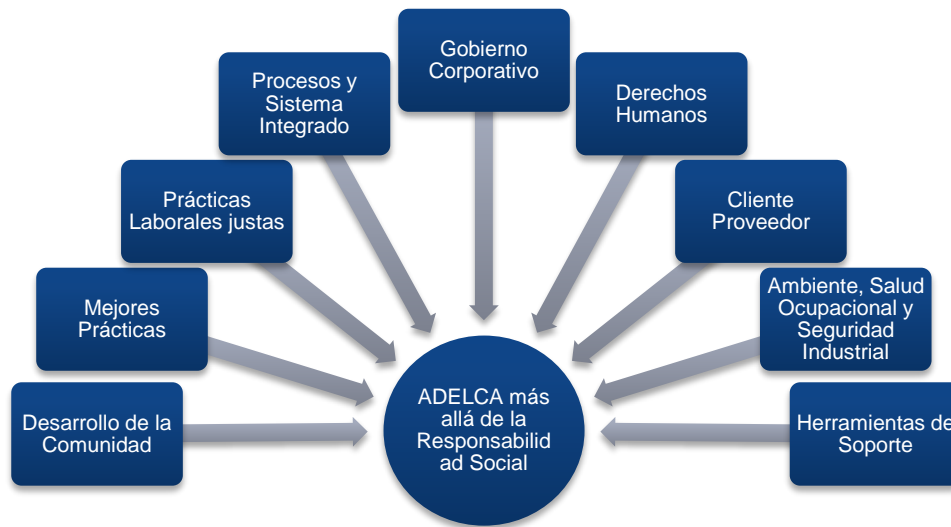 Gobierno
Corporativo
Procesos y
Sistema
Integrado
Derechos
Humanos
Prácticas
Laborales justas
Cliente
Proveedor
Mejores
Prácticas
Ambiente, Salud
Ocupacional y
Seguridad
Industrial
Desarrollo de la
Comunidad
ADELCA más
allá de la
Responsabilid
ad Social
Herramientas de
Soporte